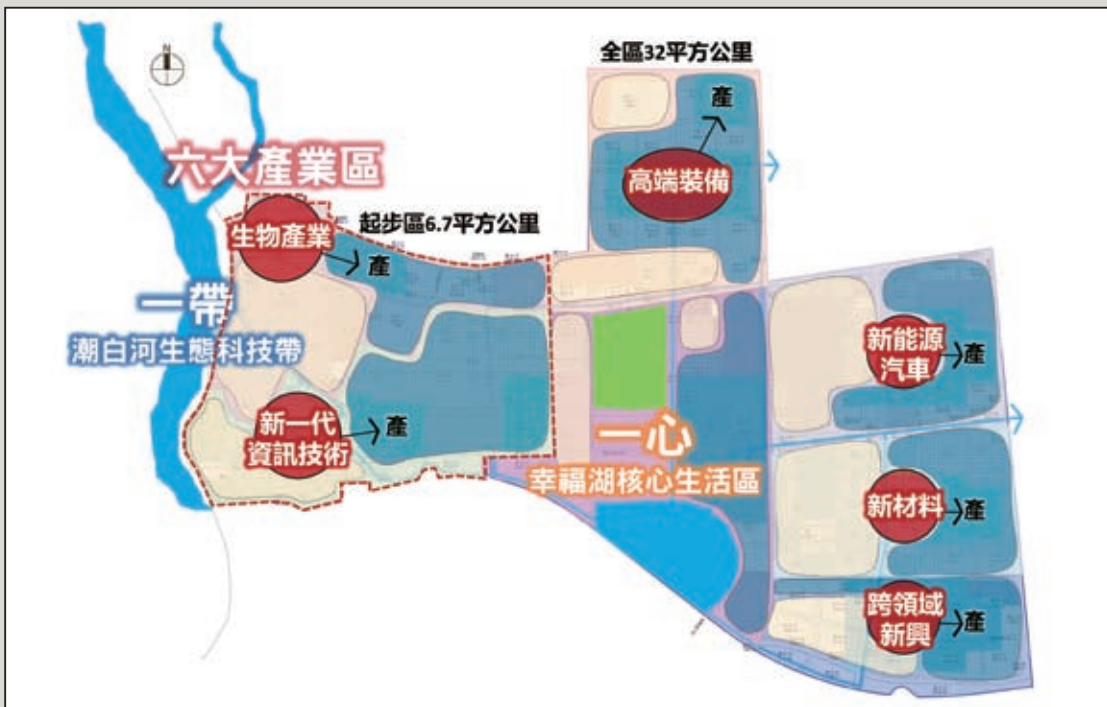 N
全區32平方公里
產
高端裝備
六大產業區
起步區6.7平方公里
生物產業
產
一帶
潮白河生態科技帶
新能源
汽車
產
新一代
資訊技術
產
一心
幸福湖核心生活區
新材料
產
跨領域
新興
產